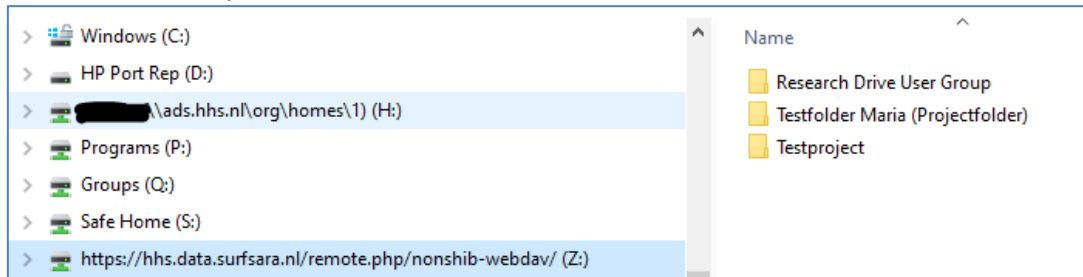 Windows (C:)
HP Port Rep (D:)
\\ads.hhs.nl\org\homes\1) (H:)
Programs (P:)
Groups (Q:)
Safe Home (S:)
https://hhs.data.surfsara.nl/remote.php/nonshib-webdav/ (Z:)
Name
Research Drive User Group
Testfolder Maria (Projectfolder)
Testproject